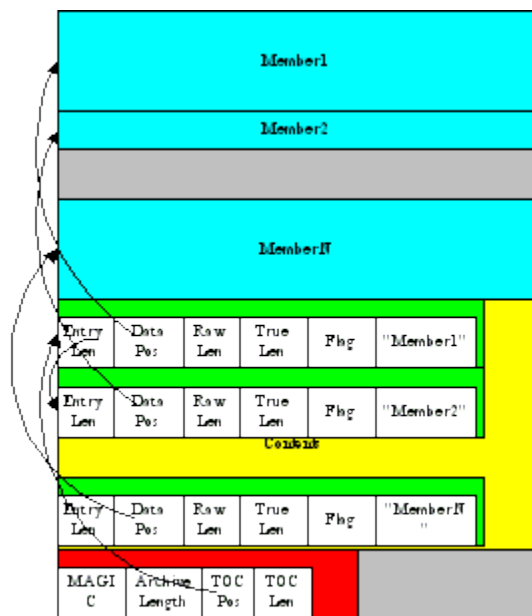 Member1
Member2
MemberN
Entry Len
Data Pos
Raw Len
True Len
Flag
"Member1"
Entry Len
Data Pos
Raw Len
True Len
Flag
"Member2"
Content
Entry Len
Data Pos
Raw Len
True Len
Flag
"MemberN
"
MAGI
C
Archive
Length
TOC
Pos
TOC
Len